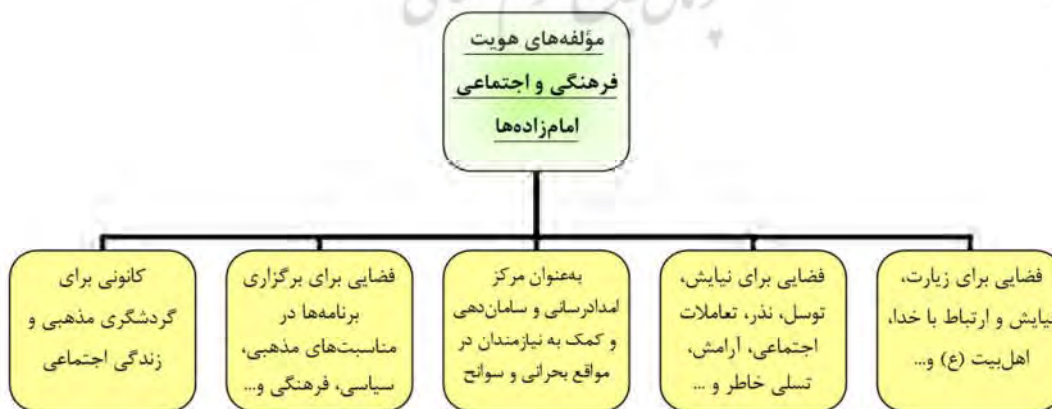 مؤلفه‌های هویت
فرهنگی و اجتماعی
امام‌زاده‌ها
فضایی برای زیارت،
نیایش و ارتباط با خدا،
اهل‌بیت (ع) و...
فضایی برای نیایش،
توسل، نذر، تعاملات
اجتماعی، آرامش،
تسلی خاطر و ...
به‌عنوان مرکز
امدادرسانی و سامان‌دهی
و کمک به نیازمندان در
مواقع بحرانی و سوانح
فضایی برای برگزاری
برنامه‌ها در
مناسبت‌های مذهبی،
سیاسی، فرهنگی و...
کانونی برای
گردشگری مذهبی و
زندگی اجتماعی